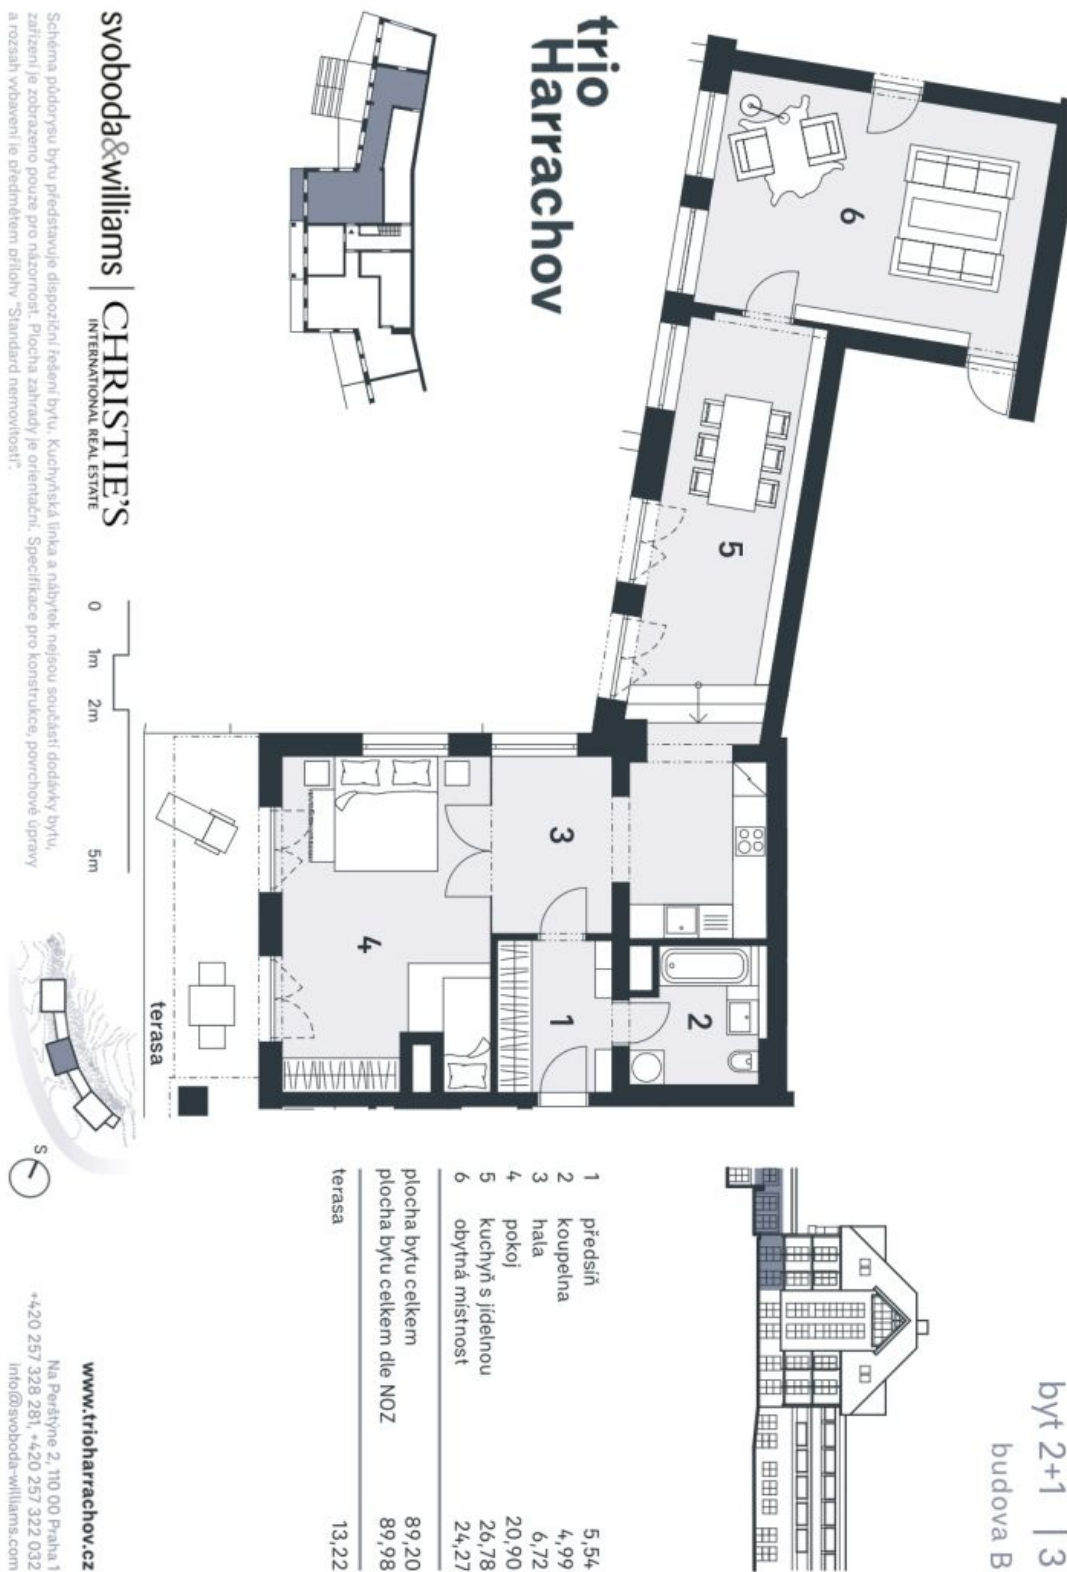 trio
Harrachov
byt 2+1 | 3
budova B
6
5
3
4
1
2
terasa
1 předsíň 5,54
2 koupelna 4,99
3 hala 6,72
4 pokoj 20,90
5 kuchyň s jídelnou 26,78
6 obytná místnost 24,27
plocha bytu celkem 89,20
plocha bytu celkem dle NOZ 89,98
terasa 13,22
0 1m 2m 5m
S
svoboda&williams | CHRISTIE'S
INTERNATIONAL REAL ESTATE
Schéma půdorysu bytu představuje dispoziční řešení bytu. Kuchyňská linka a nábytek nejsou součástí dodávky bytu,
zařízení je zobrazeno pouze pro názornost. Plocha zahrady je orientační. Specifikace pro konstrukce, povrchové úpravy
a rozsah vybavení je předmětem přílohy "Standard nemovitosti".
www.trioharrachov.cz
Na Perštýně 2, 110 00 Praha 1
+420 257 328 281, +420 257 322 032
info@svoboda-williams.com